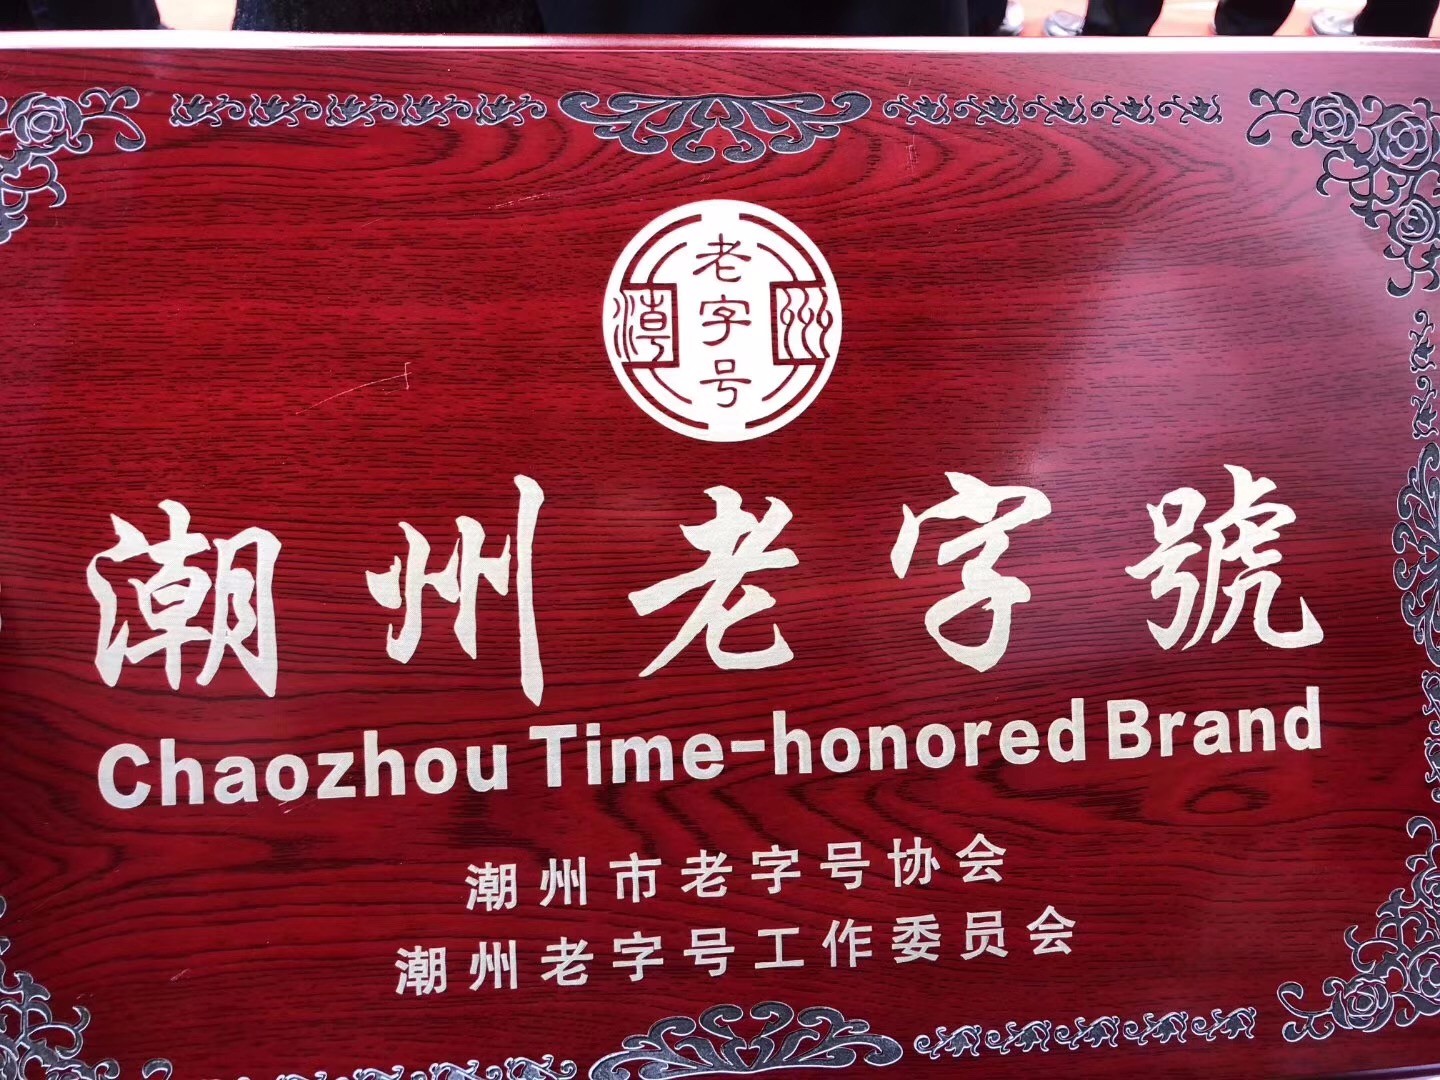 老字号
潮州
潮州老字號
Chaozhou Time-honored Brand
潮州市老字号协会
潮州老字号工作委员会